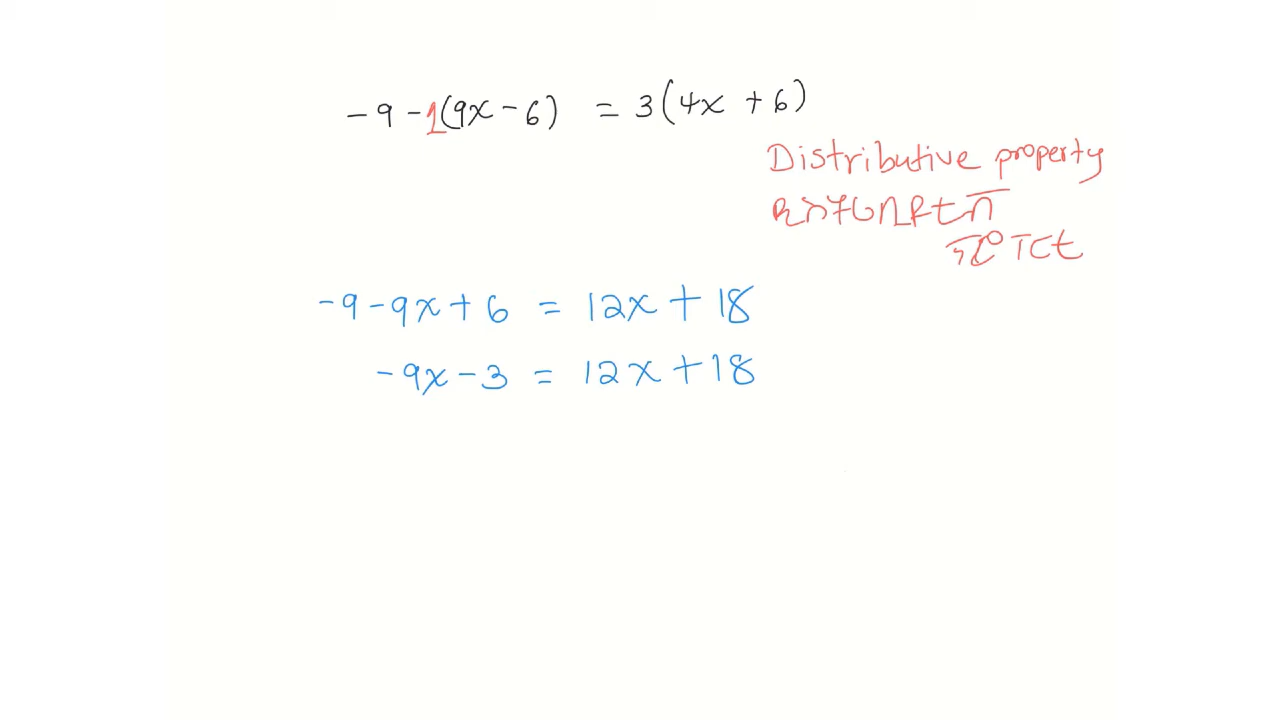 -9 -1(9x - 6) = 3(4x + 6)
Distributive property
-9 - 9x + 6 = 12x + 18
-9x - 3 = 12x + 18